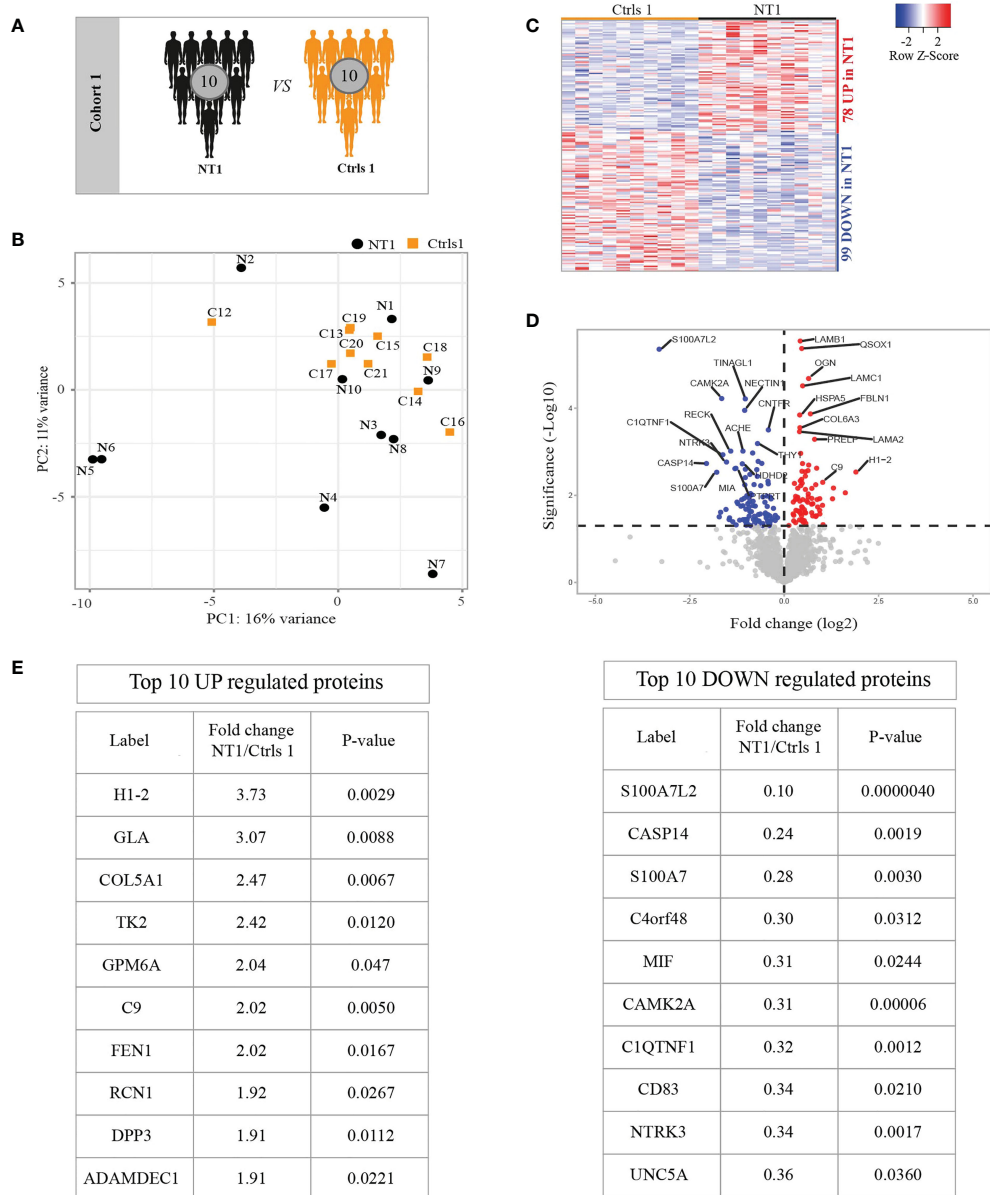 A
Cohort 1
10
NT1
VS
10
Ctrls 1
B
NT1
Ctrls1
N2
C12
N1
C19
C13
C15
C20
C18
C17
C21
N10
N9
C14
N3
N8
C16
N6
N5
N4
N7
5
0
-5
-10
-5
0
5
PC2: 11% variance
PC1: 16% variance
C
Ctrls 1
NT1
78 UP in NT1
99 DOWN in NT1
-2
2
Row Z-Score
D
S100A7L2
LAMB1
QSOX1
TINAGL1
OGN
CAMK2A
NECTIN1
LAMC1
CNTFR
HSPA5
FBLN1
RECK
C1QTNF1
ACHE
COL6A3
NTRK3
THY1
PRELP
LAMA2
CASP14
HDHD2
C9
H1-2
S100A7
MIA
4
2
0
-5.0
-2.5
0.0
2.5
5.0
Significance (-Log10)
Fold change (log2)
E
Top 10 UP regulated proteins
Label
Fold change
NT1/Ctrls 1
P-value
H1-2 3.73 0.0029
GLA 3.07 0.0088
COL5A1 2.47 0.0067
TK2 2.42 0.0120
GPM6A 2.04 0.047
C9 2.02 0.0050
FEN1 2.02 0.0167
RCN1 1.92 0.0267
DPP3 1.91 0.0112
ADAMDEC1 1.91 0.0221
Top 10 DOWN regulated proteins
Label
Fold change
NT1/Ctrls 1
P-value
S100A7L2 0.10 0.0000040
CASP14 0.24 0.0019
S100A7 0.28 0.0030
C4orf48 0.30 0.0312
MIF 0.31 0.0244
CAMK2A 0.31 0.00006
C1QTNF1 0.32 0.0012
CD83 0.34 0.0210
NTRK3 0.34 0.0017
UNC5A 0.36 0.0360